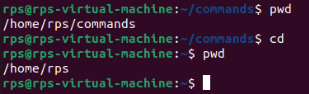 rps@rps-virtual-machine:~/commands$ pwd
/home/rps/commands
rps@rps-virtual-machine:~/commands$ cd
rps@rps-virtual-machine:~$ pwd
/home/rps
rps@rps-virtual-machine:~$